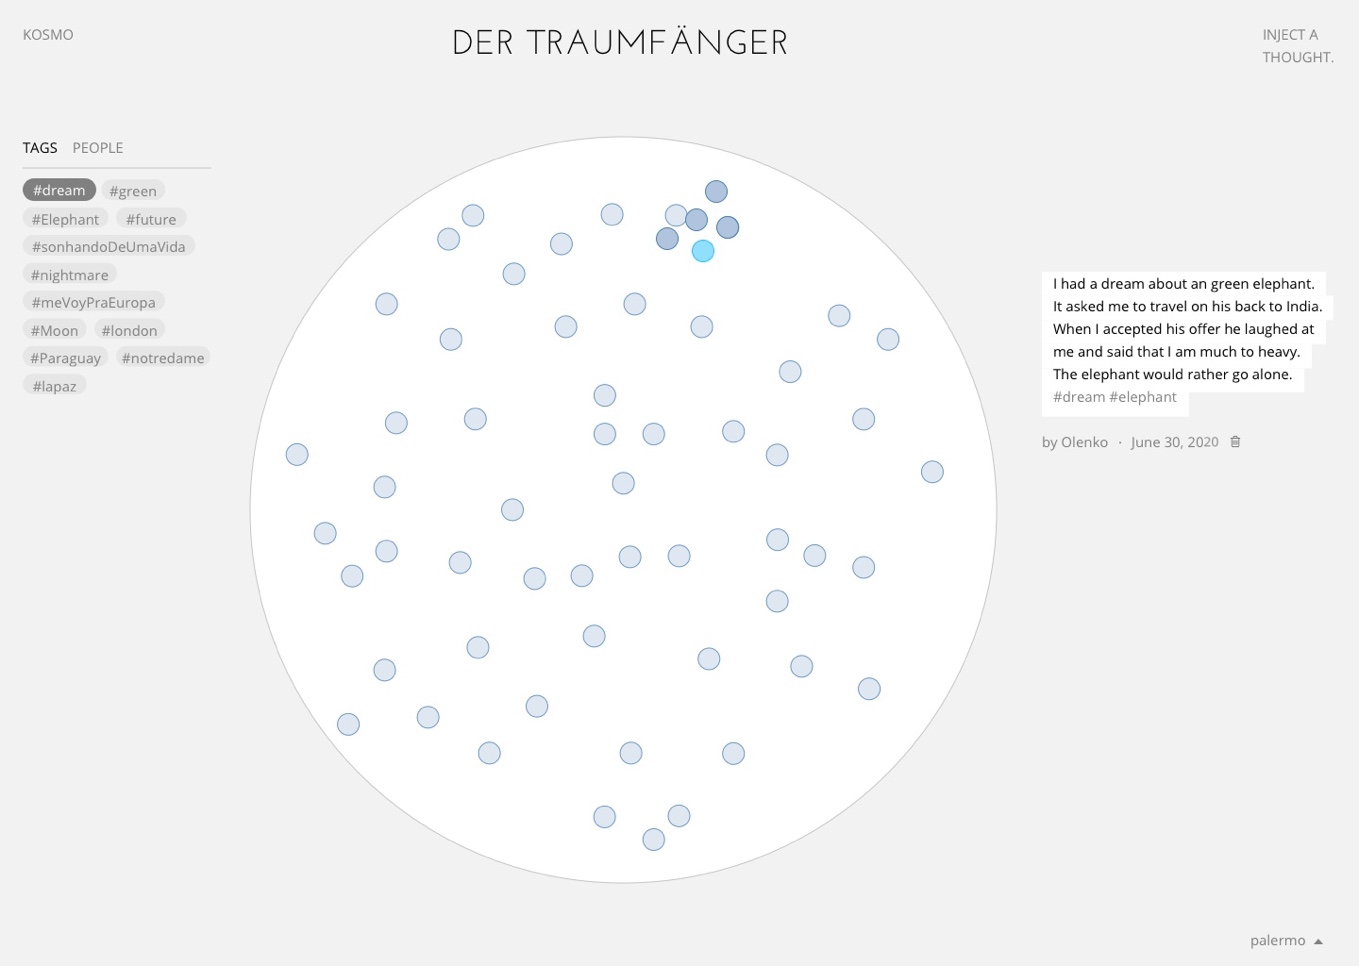 KOSMO
DER TRAUMFÄNGER
INJECT A
THOUGHT.
TAGS PEOPLE
#dream #green
#Elephant #future
#sonhandoDeUmaVida
#nightmare
#meVoyPraEuropa
#Moon #london
#Paraguay #notredame
#lapaz
I had a dream about an green elephant.
It asked me to travel on his back to India.
When I accepted his offer he laughed at
me and said that I am much to heavy.
The elephant would rather go alone.
#dream #elephant
by Olenko · June 30, 2020
palermo